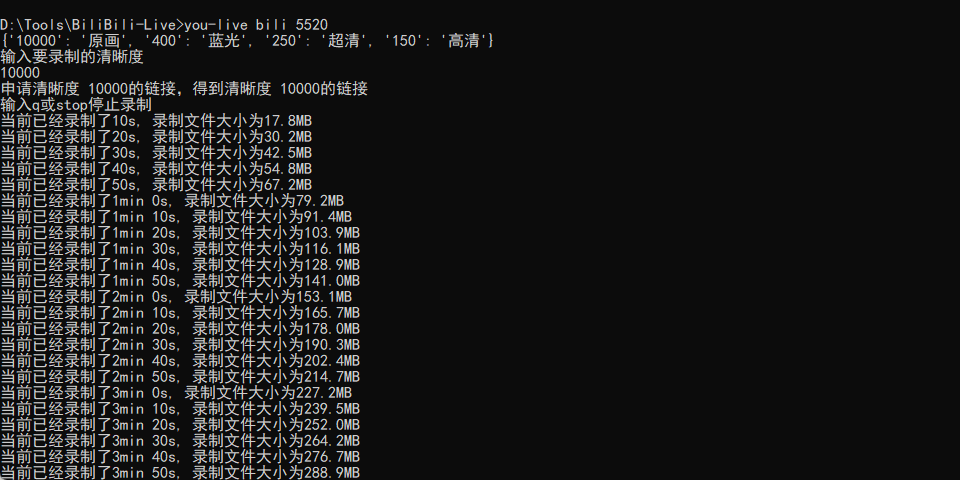 D:\Tools\BiliBili-Live>you-live bili 5520
{'10000': '原画', '400': '蓝光', '250': '超清', '150': '高清'}
输入要录制的清晰度
10000
申请清晰度 10000的链接，得到清晰度 10000的链接
输入q或stop停止录制
当前已经录制了10s, 录制文件大小为17.8MB
当前已经录制了20s, 录制文件大小为30.2MB
当前已经录制了30s, 录制文件大小为42.5MB
当前已经录制了40s, 录制文件大小为54.8MB
当前已经录制了50s, 录制文件大小为67.2MB
当前已经录制了1min 0s, 录制文件大小为79.2MB
当前已经录制了1min 10s, 录制文件大小为91.4MB
当前已经录制了1min 20s, 录制文件大小为103.9MB
当前已经录制了1min 30s, 录制文件大小为116.1MB
当前已经录制了1min 40s, 录制文件大小为128.9MB
当前已经录制了1min 50s, 录制文件大小为141.0MB
当前已经录制了2min 0s, 录制文件大小为153.1MB
当前已经录制了2min 10s, 录制文件大小为165.7MB
当前已经录制了2min 20s, 录制文件大小为178.0MB
当前已经录制了2min 30s, 录制文件大小为190.3MB
当前已经录制了2min 40s, 录制文件大小为202.4MB
当前已经录制了2min 50s, 录制文件大小为214.7MB
当前已经录制了3min 0s, 录制文件大小为227.2MB
当前已经录制了3min 10s, 录制文件大小为239.5MB
当前已经录制了3min 20s, 录制文件大小为252.0MB
当前已经录制了3min 30s, 录制文件大小为264.2MB
当前已经录制了3min 40s, 录制文件大小为276.7MB
当前已经录制了3min 50s, 录制文件大小为288.9MB